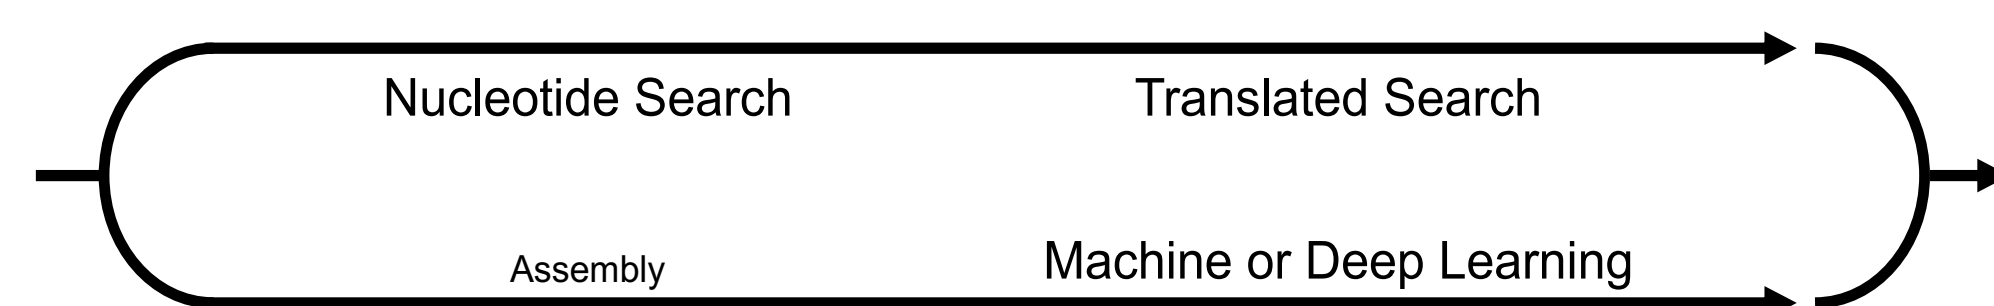 Nucleotide Search
Translated Search
Assembly
Machine or Deep Learning